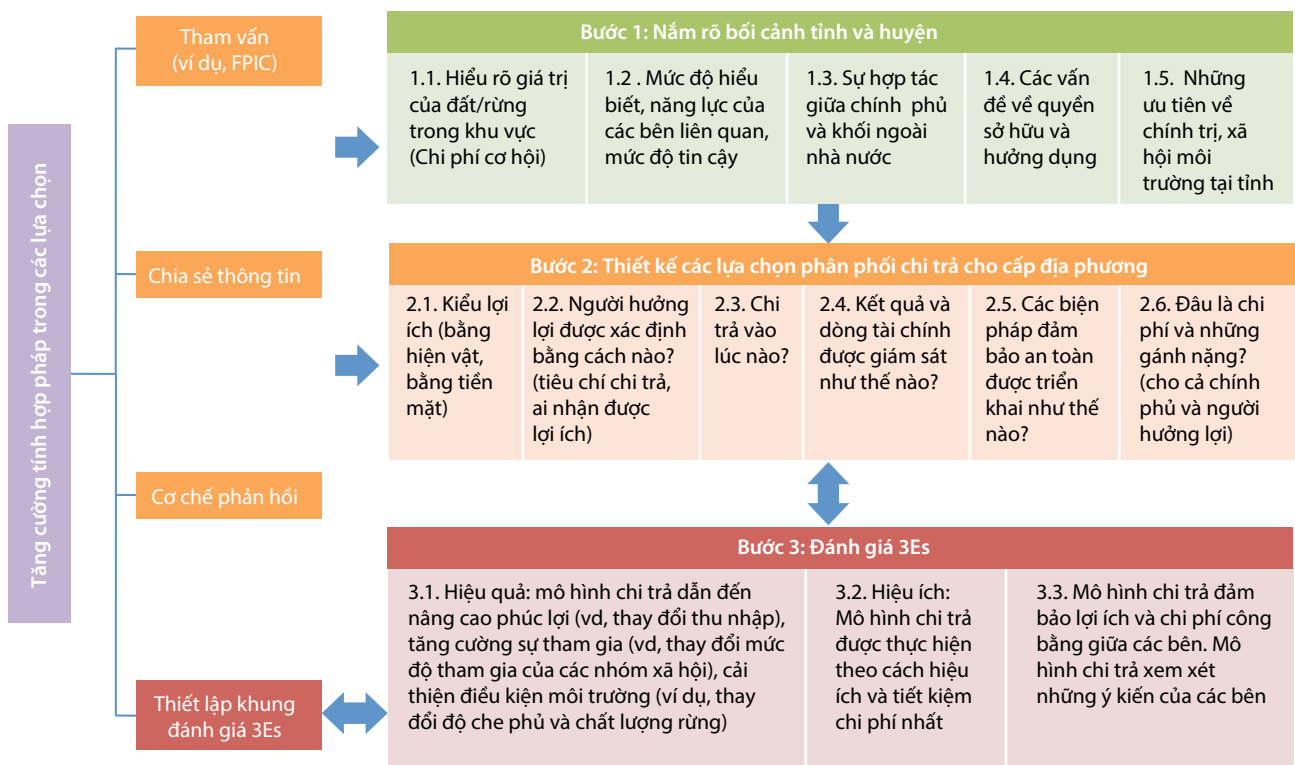 Tăng cường tính hợp pháp trong các lựa chọn
Tham vấn
(ví dụ, FPIC)
Chia sẻ thông tin
Cơ chế phản hồi
Thiết lập khung
đánh giá 3Es
Bước 1: Nắm rõ bối cảnh tỉnh và huyện
1.1. Hiểu rõ giá trị
của đất/rừng
trong khu vực
(Chi phí cơ hội)
1.2 . Mức độ hiểu
biết, năng lực của
các bên liên quan,
mức độ tin cậy
1.3. Sự hợp tác
giữa chính phủ
và khối ngoài
nhà nước
1.4. Các vấn
đề về quyền
sở hữu và
hưởng dụng
1.5. Những
ưu tiên về
chính trị, xã
hội môi
trường tại tỉnh
Bước 2: Thiết kế các lựa chọn phân phối chi trả cho cấp địa phương
2.1. Kiểu lợi
ích (bằng
hiện vật,
bằng tiền
mặt)
2.2. Người hưởng
lợi được xác định
bằng cách nào?
(tiêu chí chi trả,
ai nhận được
lợi ích)
2.3. Chi
trả vào
lúc nào?
2.4. Kết quả và
dòng tài chính
được giám sát
như thế nào?
2.5. Các biện
pháp đảm
bảo an toàn
được triển
khai như thế
nào?
2.6. Đâu là chi
phí và những
gánh nặng?
(cho cả chính
phủ và người
hưởng lợi)
Bước 3: Đánh giá 3Es
3.1. Hiệu quả: mô hình chi trả dẫn đến
nâng cao phúc lợi (vd, thay đổi thu nhập),
tăng cường sự tham gia (vd, thay đổi mức
độ tham gia của các nhóm xã hội), cải
thiện điều kiện môi trường (ví dụ, thay
đổi độ che phủ và chất lượng rừng)
3.2. Hiệu ích:
Mô hình chi trả
được thực hiện
theo cách hiệu
ích và tiết kiệm
chi phí nhất
3.3. Mô hình chi trả đảm
bảo lợi ích và chi phí công
bằng giữa các bên. Mô
hình chi trả xem xét
những ý kiến của các bên